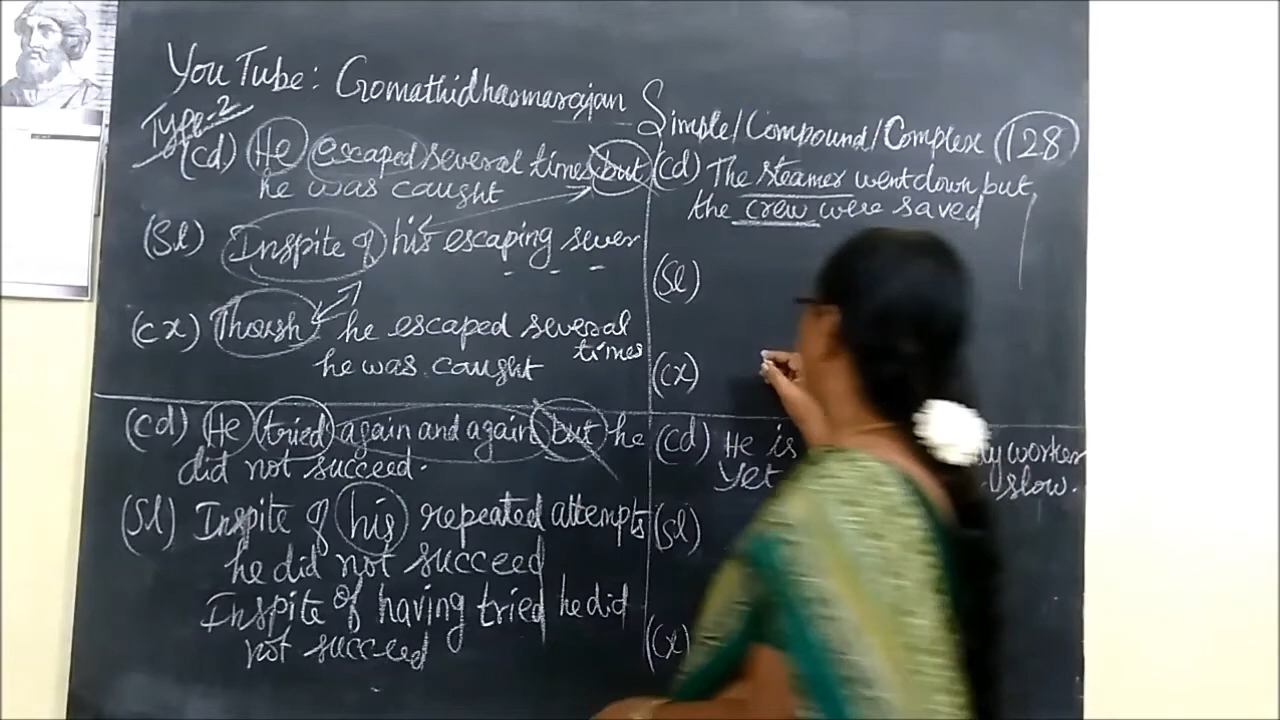 You Tube: Gomathidharmarajan
Simple/Compound/Complex (128)
Type-2
(cd) He escaped several times but
he was caught
(Sl) Inspite of his escaping sever
(cx) Though he escaped several
times
he was caught
(cd) He tried again and again but he
did not succeed.
(Sl) Inspite of his repeated attempts
he did not succeed
Inspite of having tried he did
not succeed
(cd) The steamer went down but
the crew were saved
(Sl)
(cx)
(cd) He is worker
yet slow.
(Sl)
(cx)